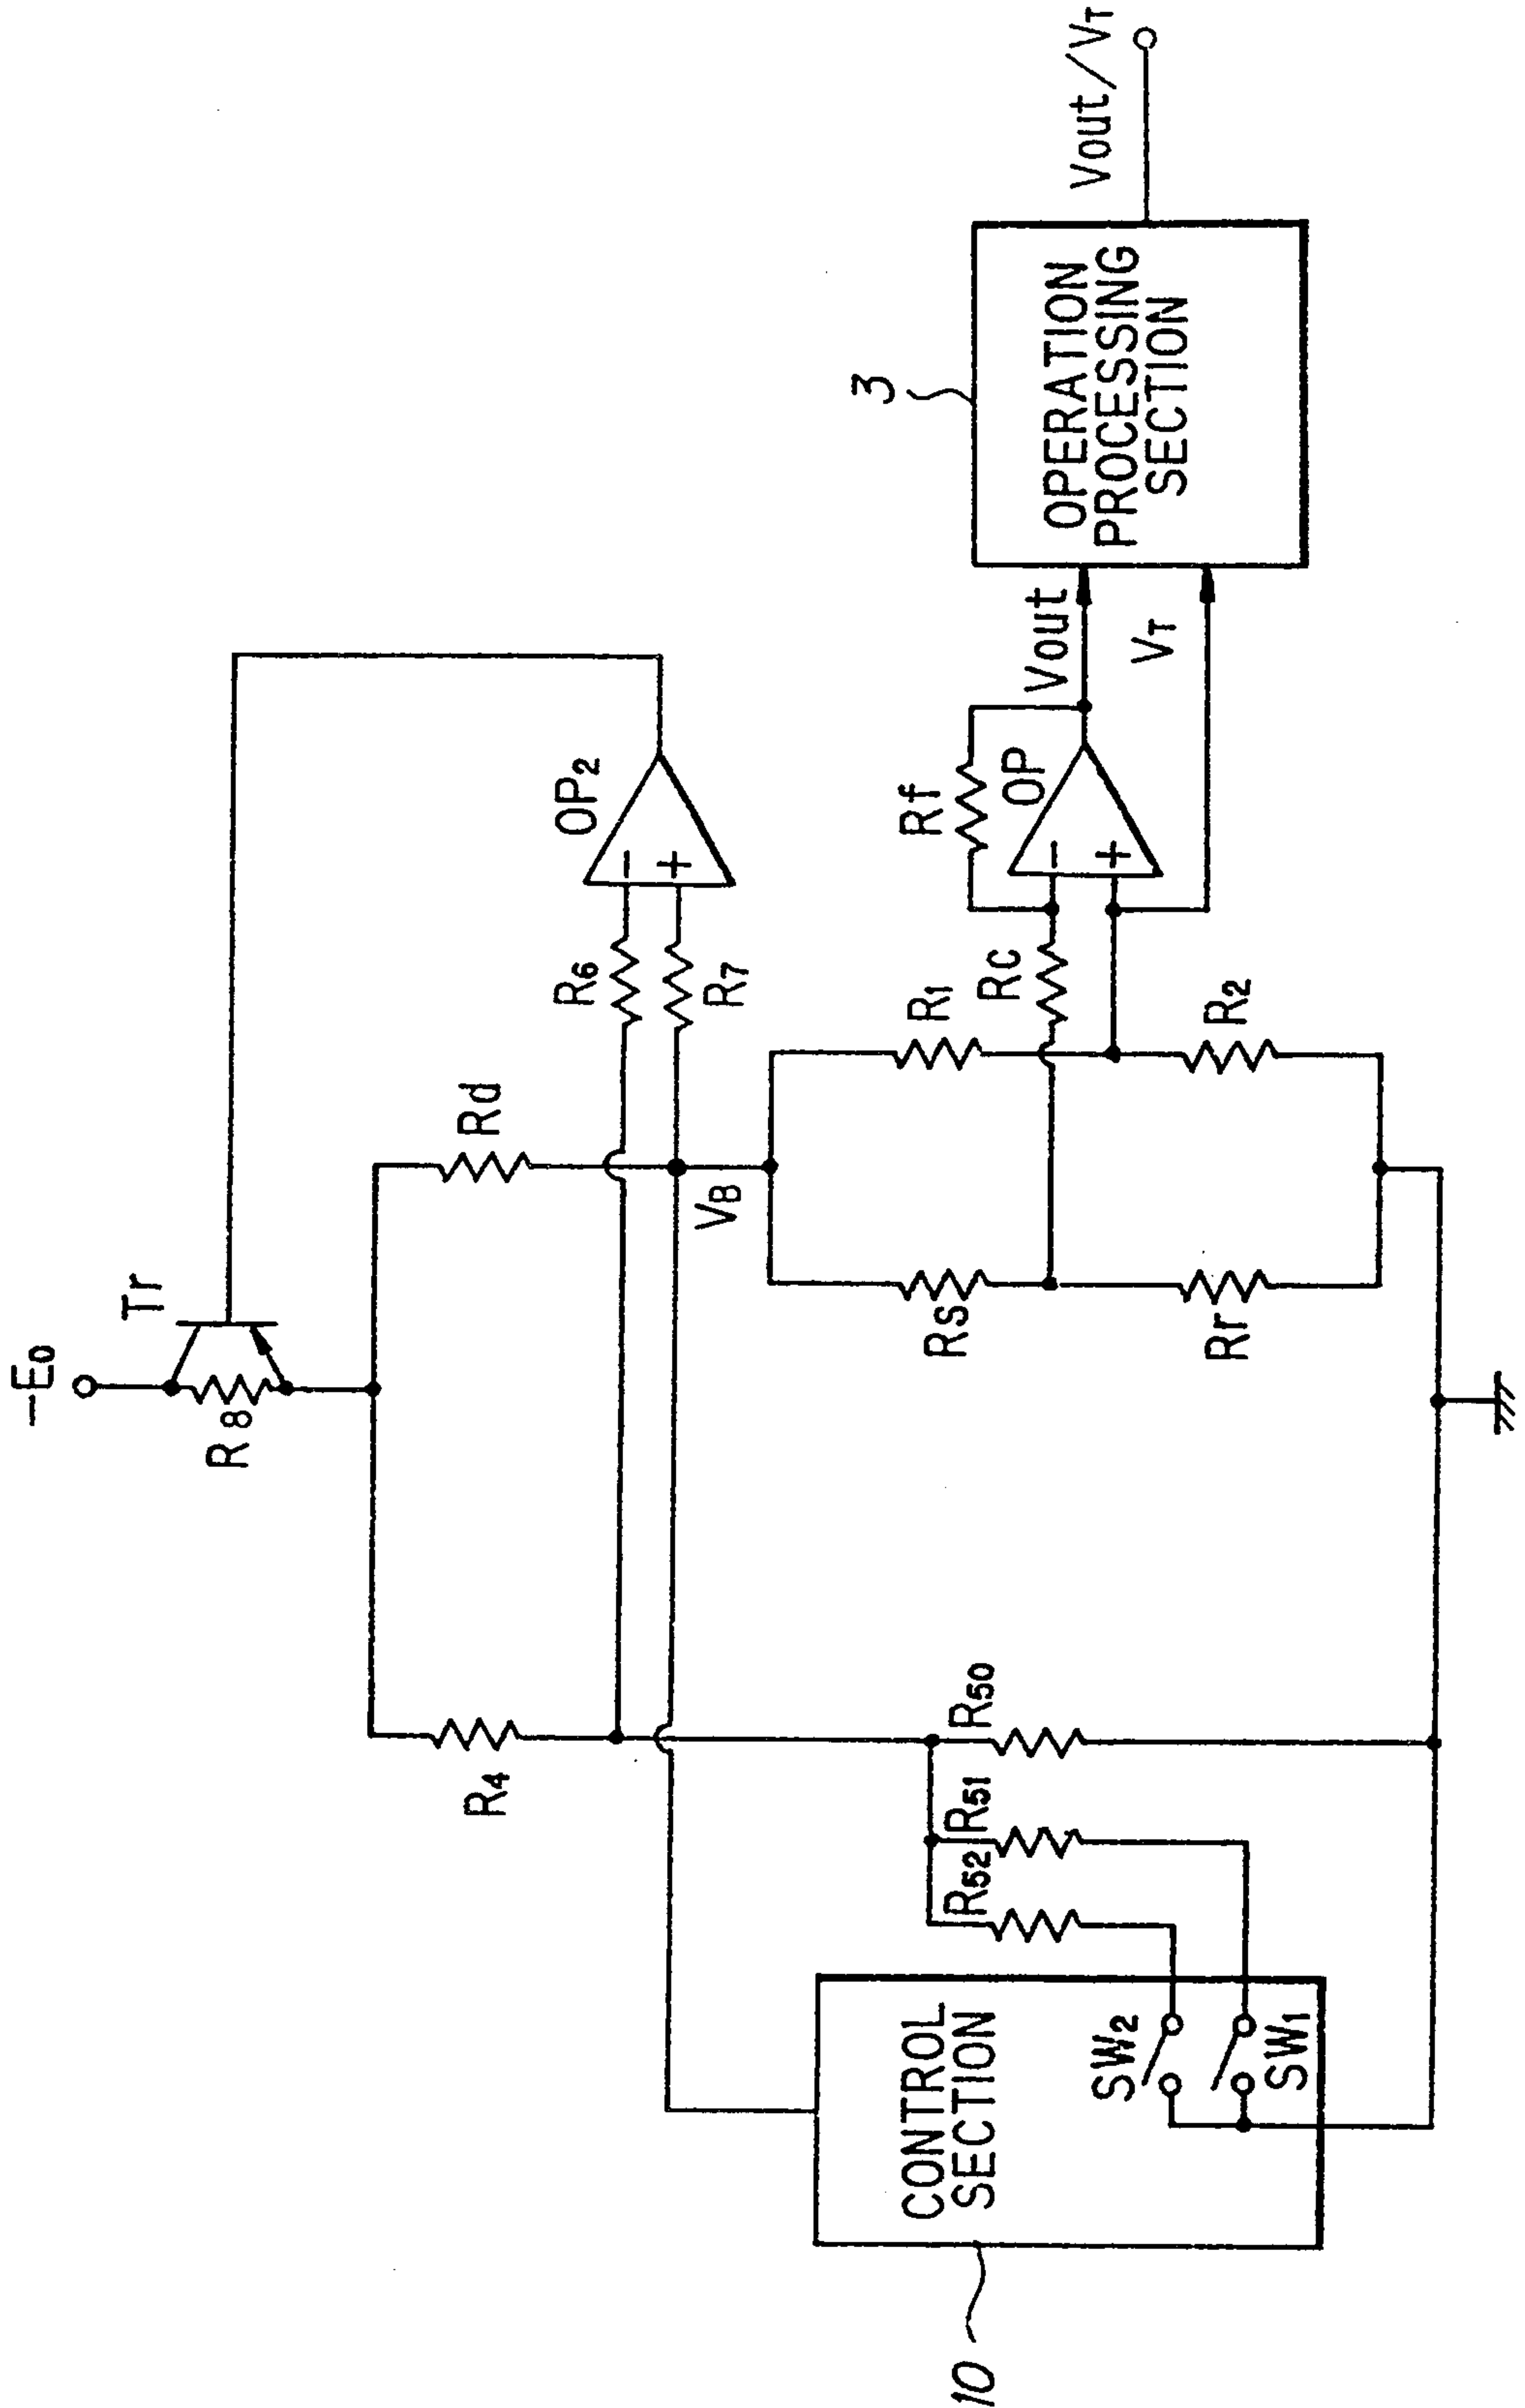 -E0
Tr
R8
Rd
R4
OP2
R6
R7
VB
R1
Rs
Rc
Rf
OP
R2
Rr
Vout
VT
3
OPERATION
PROCESSING
SECTION
Vout/VT
R50
R51
R52
CONTROL
SECTION
SW2
SW1
10